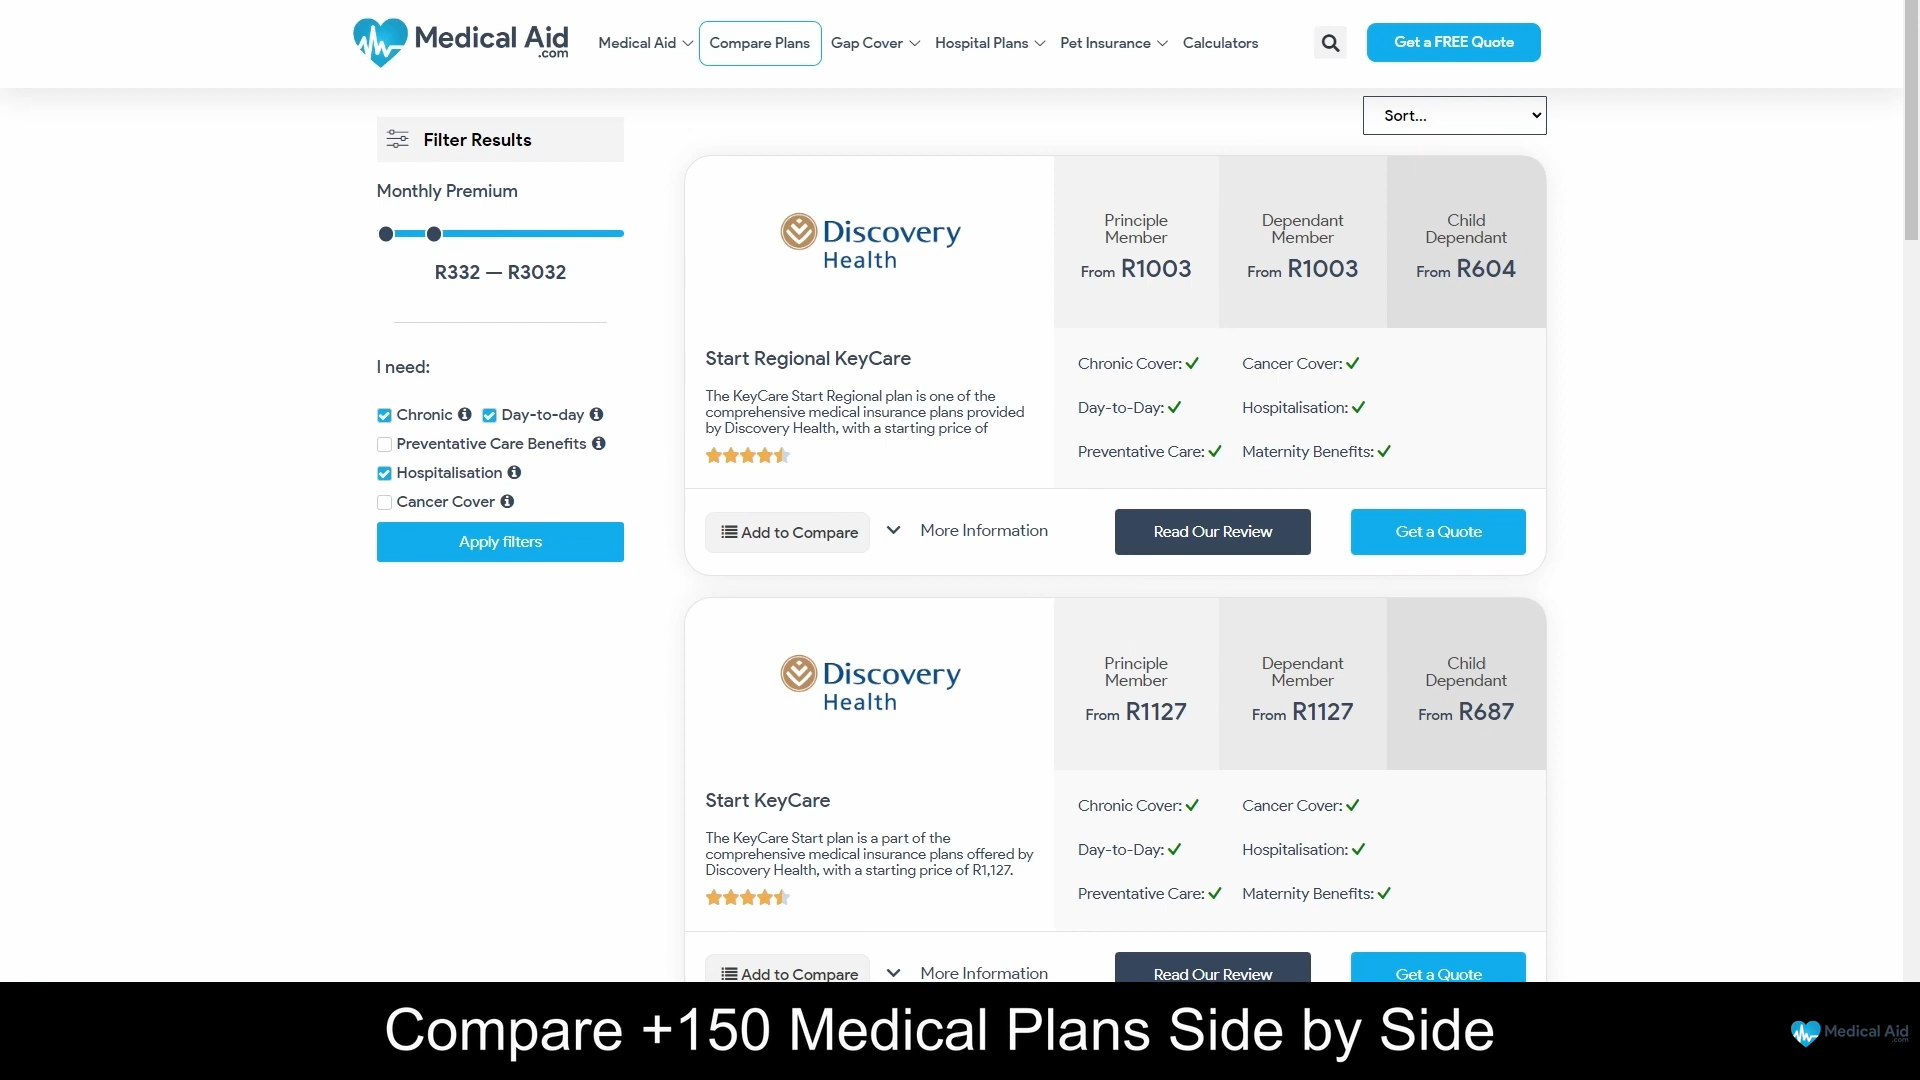 Medical Aid
.com
Medical Aid
Compare Plans
Gap Cover
Hospital Plans
Pet Insurance
Calculators
Get a FREE Quote
Sort...
Filter Results
Monthly Premium
R332 — R3032
I need:
Chronic
Day-to-day
Preventative Care Benefits
Hospitalisation
Cancer Cover
Apply filters
Discovery
Health
Principle
Member
From R1003
Dependant
Member
From R1003
Child
Dependant
From R604
Start Regional KeyCare
The KeyCare Start Regional plan is one of the
comprehensive medical insurance plans provided
by Discovery Health, with a starting price of
Chronic Cover:
Cancer Cover:
Day-to-Day:
Hospitalisation:
Preventative Care:
Maternity Benefits:
Add to Compare
More Information
Read Our Review
Get a Quote
Discovery
Health
Principle
Member
From R1127
Dependant
Member
From R1127
Child
Dependant
From R687
Start KeyCare
The KeyCare Start plan is a part of the
comprehensive medical insurance plans offered by
Discovery Health, with a starting price of R1,127.
Chronic Cover:
Cancer Cover:
Day-to-Day:
Hospitalisation:
Preventative Care:
Maternity Benefits:
Add to Compare
More Information
Read Our Review
Get a Quote
Compare +150 Medical Plans Side by Side
Medical Aid
.com